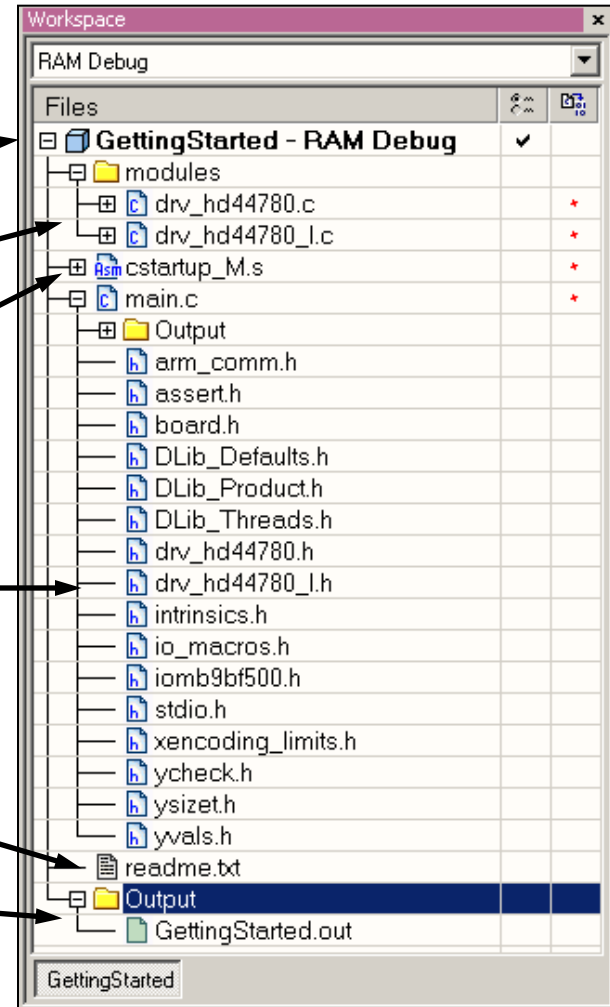 Workspace
RAM Debug
Files
GettingStarted - RAM Debug
modules
drv_hd44780.c
drv_hd44780_l.c
cstartup_M.s
main.c
Output
arm_comm.h
assert.h
board.h
DLib_Defaults.h
DLib_Product.h
DLib_Threads.h
drv_hd44780.h
drv_hd44780_l.h
intrinsics.h
io_macros.h
iomb9bf500.h
stdio.h
xencoding_limits.h
ycheck.h
ysizet.h
yvals.h
readme.txt
Output
GettingStarted.out
GettingStarted